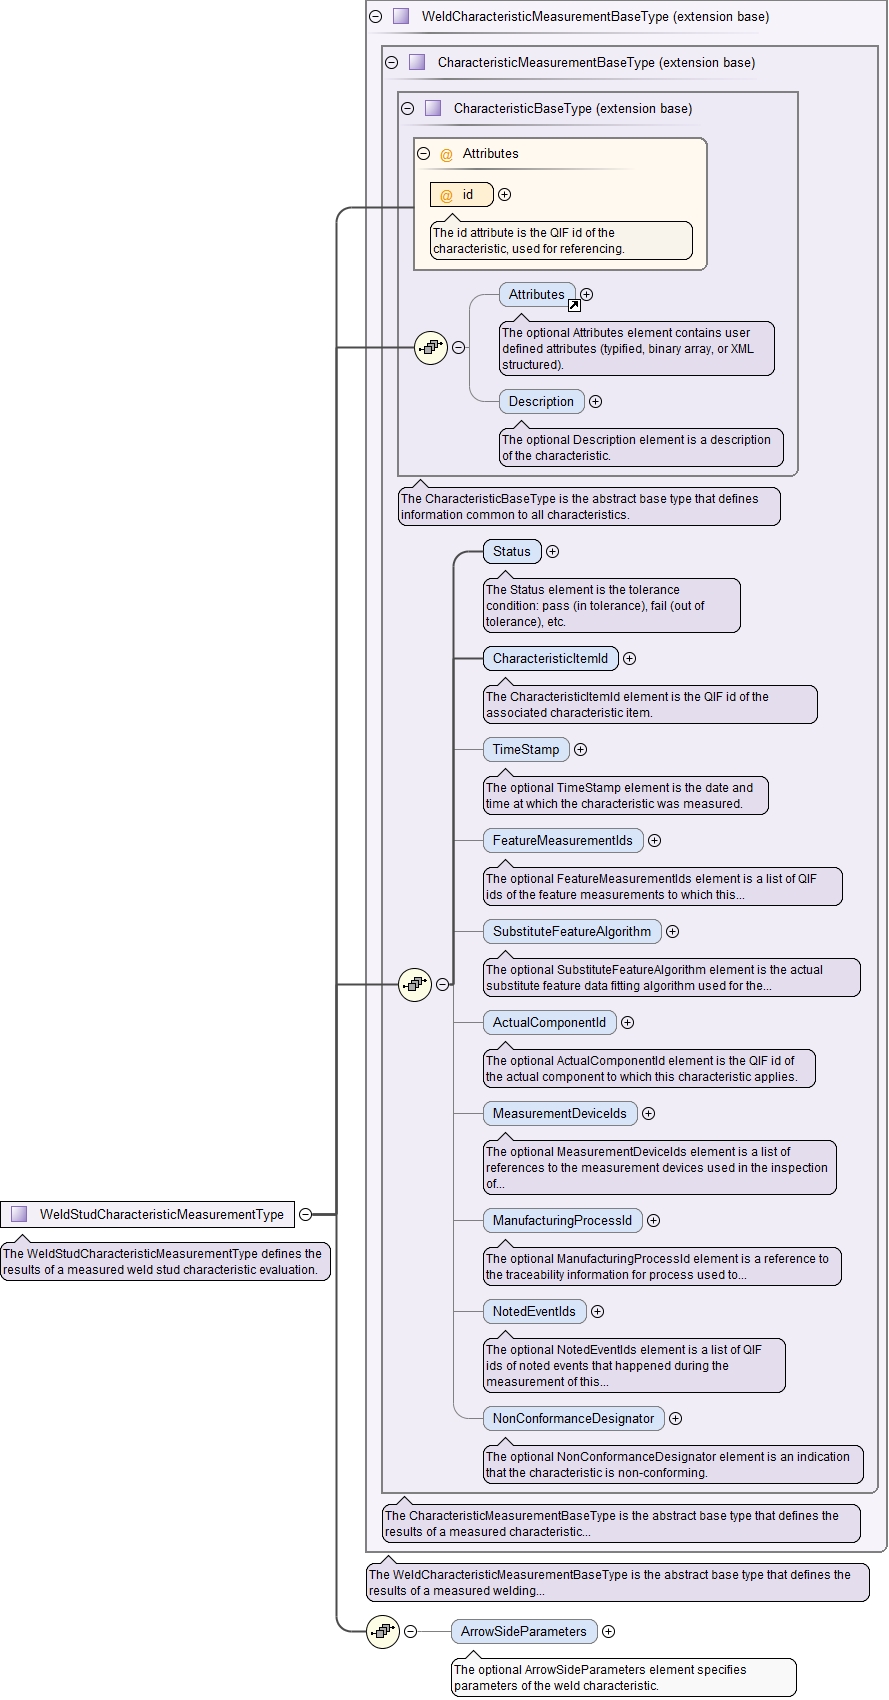 WeldCharacteristicMeasurementBaseType (extension base)
CharacteristicMeasurementBaseType (extension base)
CharacteristicBaseType (extension base)
@ Attributes
@ id
The id attribute is the QIF id of the
characteristic, used for referencing.
Attributes
The optional Attributes element contains user
defined attributes (typified, binary array, or XML
structured).
Description
The optional Description element is a description
of the characteristic.
The CharacteristicBaseType is the abstract base type that defines
information common to all characteristics.
Status
The Status element is the tolerance
condition: pass (in tolerance), fail (out of
tolerance), etc.
CharacteristicItemId
The CharacteristicItemId element is the QIF id of the
associated characteristic item.
TimeStamp
The optional TimeStamp element is the date and
time at which the characteristic was measured.
FeatureMeasurementIds
The optional FeatureMeasurementIds element is a list of QIF
ids of the feature measurements to which this...
SubstituteFeatureAlgorithm
The optional SubstituteFeatureAlgorithm element is the actual
substitute feature data fitting algorithm used for the...
ActualComponentId
The optional ActualComponentId element is the QIF id of
the actual component to which this characteristic applies.
MeasurementDeviceIds
The optional MeasurementDeviceIds element is a list of
references to the measurement devices used in the inspection
of...
WeldStudCharacteristicMeasurementType
The WeldStudCharacteristicMeasurementType defines the
results of a measured weld stud characteristic evaluation.
ManufacturingProcessId
The optional ManufacturingProcessId element is a reference to
the traceability information for process used to...
NotedEventIds
The optional NotedEventIds element is a list of QIF
ids of noted events that happened during the
measurement of this...
NonConformanceDesignator
The optional NonConformanceDesignator element is an indication
that the characteristic is non-conforming.
The CharacteristicMeasurementBaseType is the abstract base type that defines the
results of a measured characteristic...
The WeldCharacteristicMeasurementBaseType is the abstract base type that defines the
results of a measured welding...
ArrowSideParameters
The optional ArrowSideParameters element specifies
parameters of the weld characteristic.